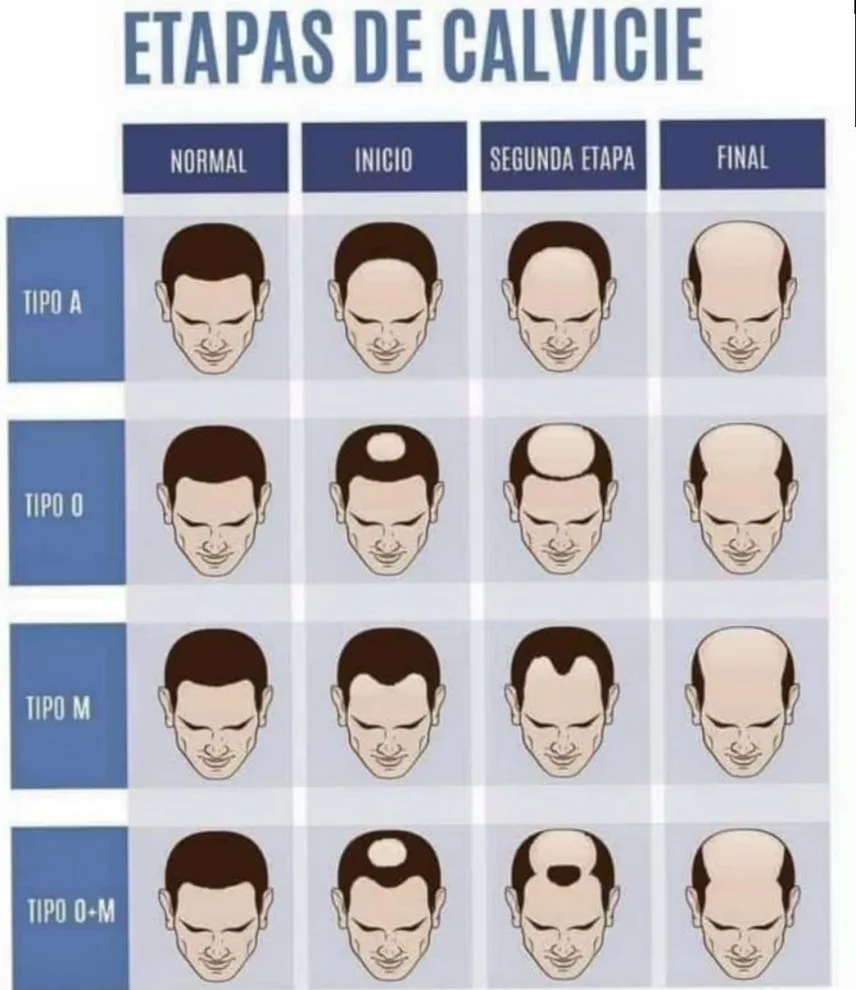 ETAPAS DE CALVICIE
NORMAL
INICIO
SEGUNDA ETAPA
FINAL
TIPO A
TIPO O
TIPO M
TIPO O+M